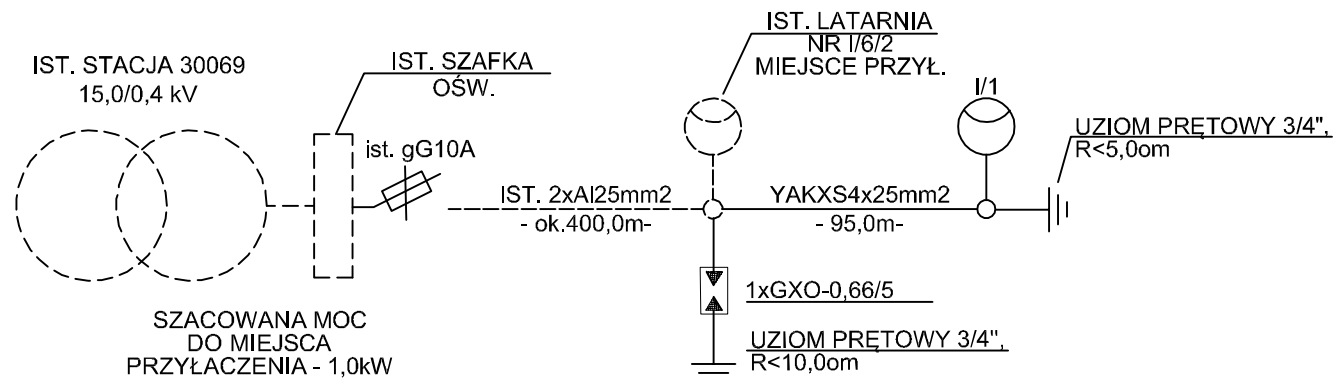 IST. STACJA 30069
15,0/0,4 kV
IST. SZAFKA
OŚW.
ist. gG10A
IST. LATARNIA
NR I/6/2
MIEJSCE PRZYŁ.
I/1
UZIOM PRĘTOWY 3/4",
R<5,0om
IST. 2xAl25mm2
- ok.400,0m-
YAKXS4x25mm2
- 95,0m-
1xGXO-0,66/5
UZIOM PRĘTOWY 3/4",
R<10,0om
SZACOWANA MOC
DO MIEJSCA
PRZYŁACZENIA - 1,0kW